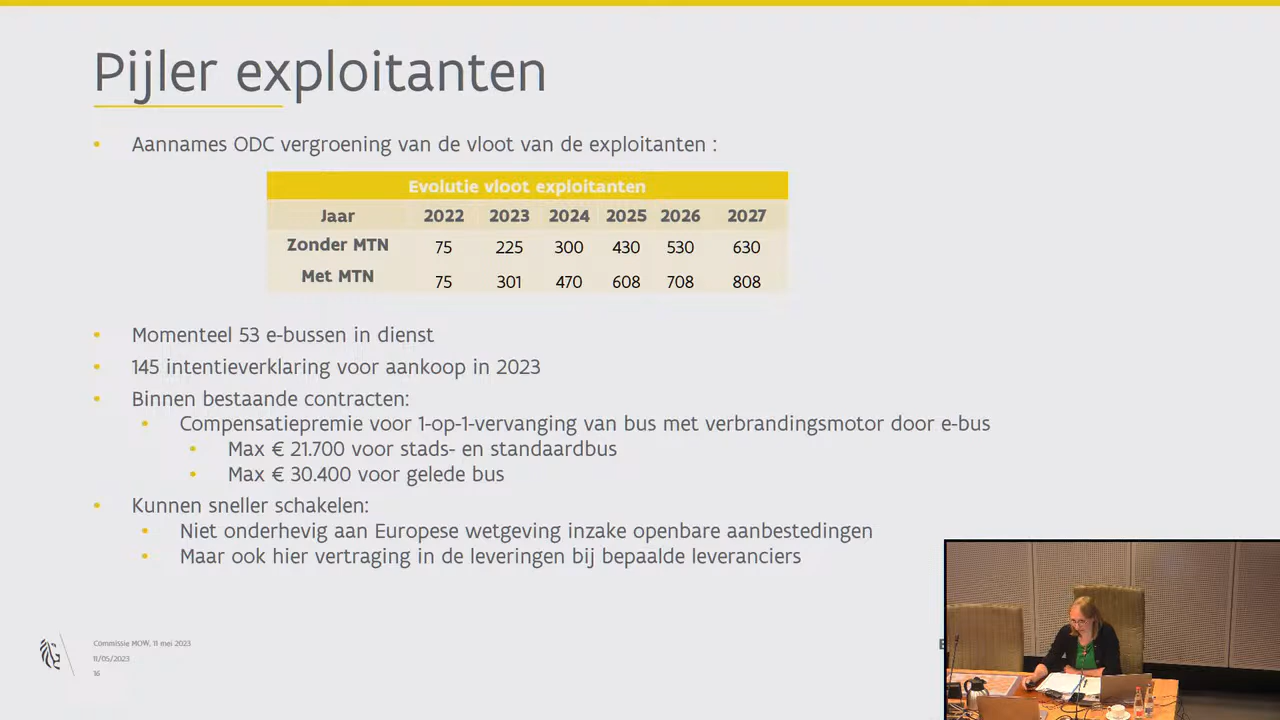 Pijler exploitanten
• Aannames ODC vergroening van de vloot van de exploitanten :
Evolutie vloot exploitanten
Jaar 2022 2023 2024 2025 2026 2027
Zonder MTN 75 225 300 430 530 630
Met MTN 75 301 470 608 708 808
• Momenteel 53 e-bussen in dienst
• 145 intentieverklaring voor aankoop in 2023
• Binnen bestaande contracten:
• Compensatiepremie voor 1-op-1-vervanging van bus met verbrandingsmotor door e-bus
• Max € 21.700 voor stads- en standaardbus
• Max € 30.400 voor gelede bus
• Kunnen sneller schakelen:
• Niet onderhevig aan Europese wetgeving inzake openbare aanbestedingen
• Maar ook hier vertraging in de leveringen bij bepaalde leveranciers
Commissie MOW, 11 mei 2023
11/05/2023
16